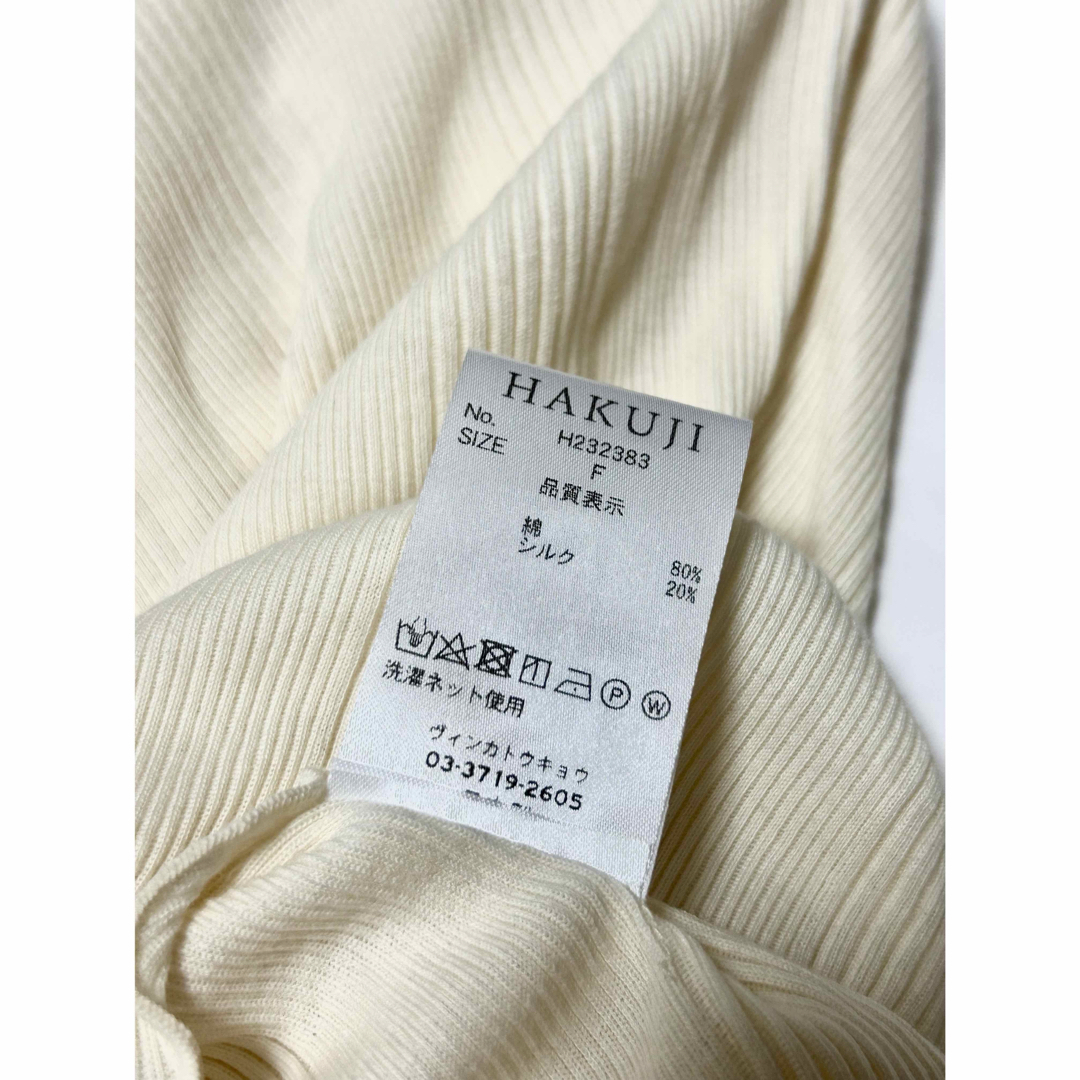 HAKUJI
No. H232383
SIZE F
品質表示
綿 80%
シルク 20%
P W
洗濯ネット使用
ヴィンカトウキョウ
03-3719-2605